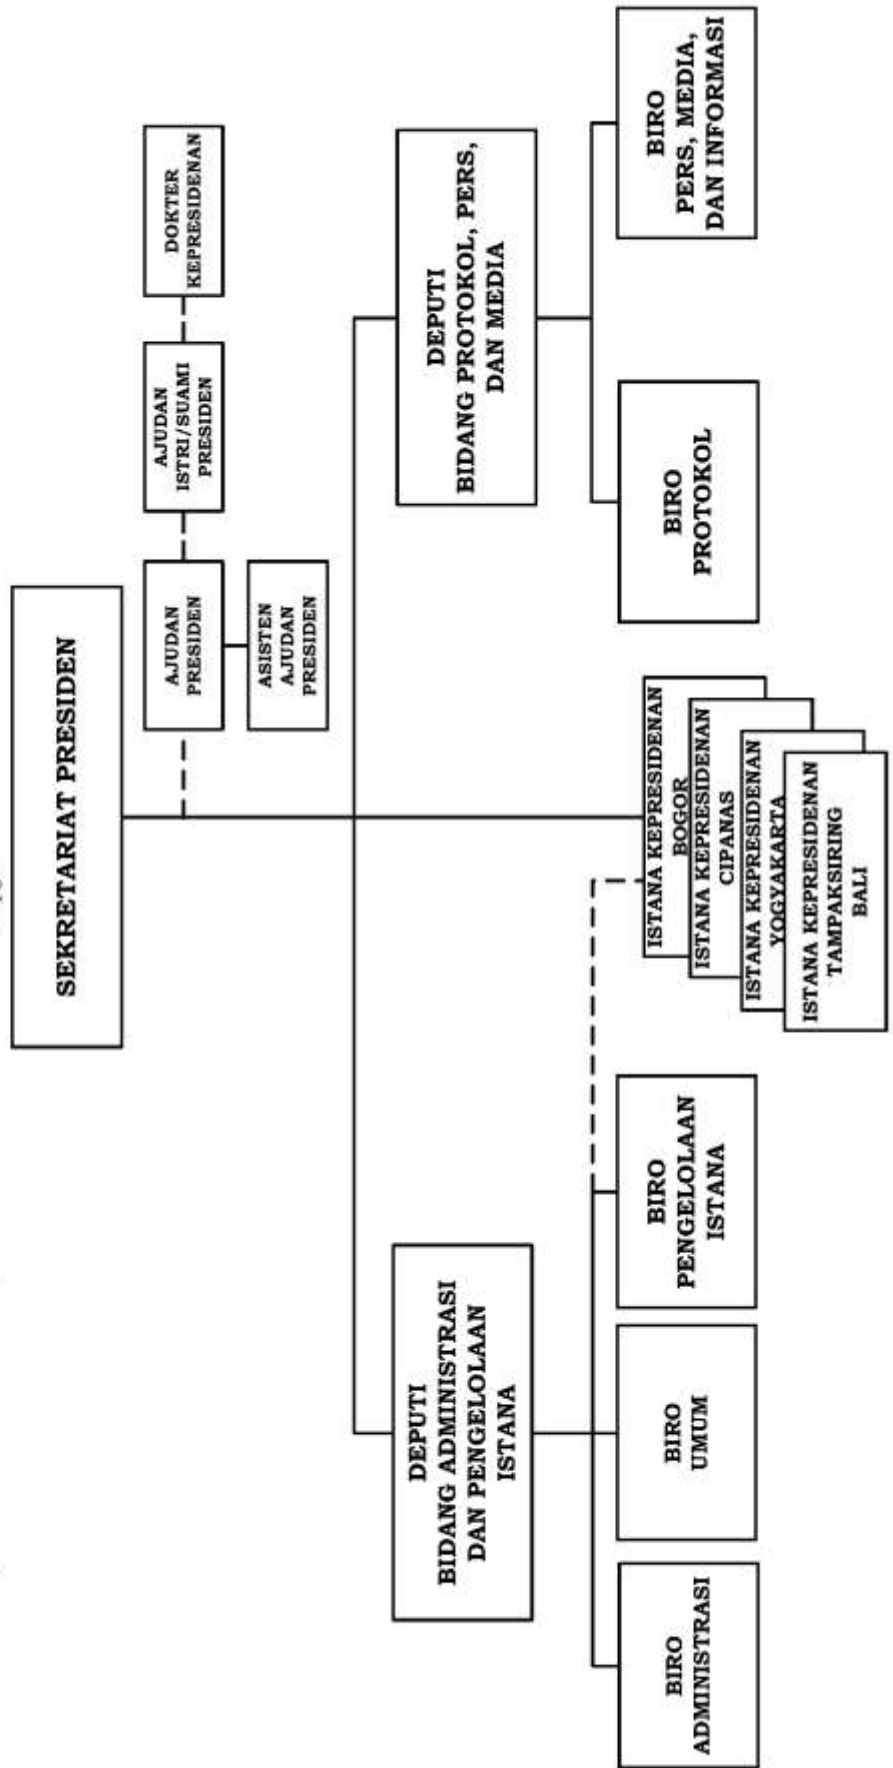 SEKRETARIAT PRESIDEN
AJUDAN
PRESIDEN
AJUDAN
ISTRI/SUAMI
PRESIDEN
DOKTER
KEPRESIDENAN
ASISTEN
AJUDAN
PRESIDEN
DEPUTI
BIDANG ADMINISTRASI
DAN PENGELOLAAN
ISTANA
DEPUTI
BIDANG PROTOKOL, PERS,
DAN MEDIA
BIRO
ADMINISTRASI
BIRO
UMUM
BIRO
PENGELOLAAN
ISTANA
ISTANA KEPRESIDENAN
BOGOR
ISTANA KEPRESIDENAN
CIPANAS
ISTANA KEPRESIDENAN
YOGYAKARTA
ISTANA KEPRESIDENAN
TAMPAKSIRING
BALI
BIRO
PROTOKOL
BIRO
PERS, MEDIA,
DAN INFORMASI